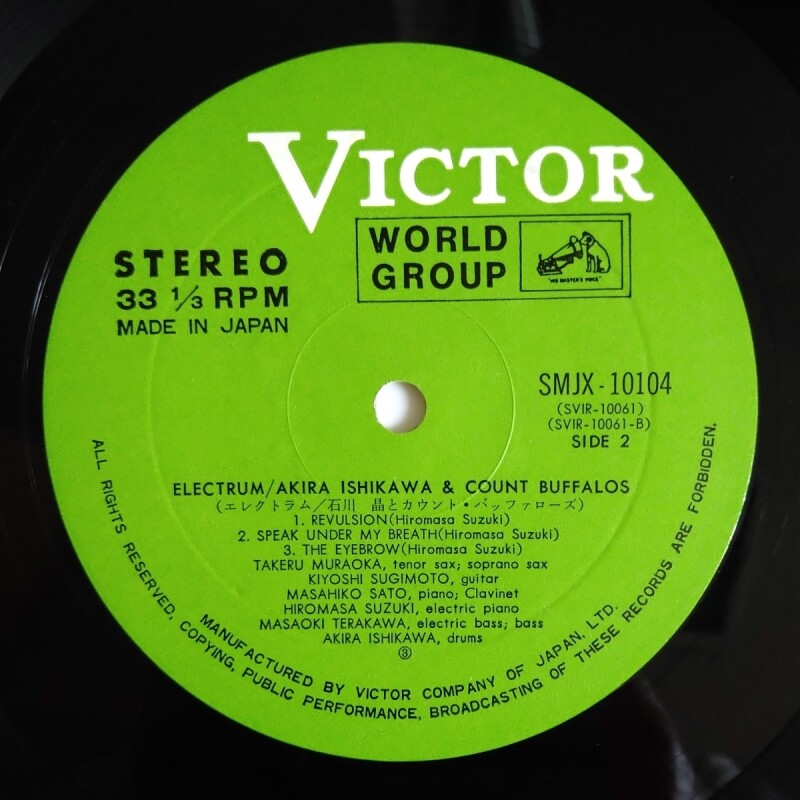 VICTOR
WORLD
GROUP
"HIS MASTER'S VOICE"
STEREO
33 1/3 RPM
MADE IN JAPAN
SMJX-10104
(SVIR-10061)
(SVIR-10061-B)
SIDE 2
ELECTRUM/AKIRA ISHIKAWA & COUNT BUFFALOS
(エレクトラム/石川 晶とカウント・バッファローズ)
1. REVULSION(Hiromasa Suzuki)
2. SPEAK UNDER MY BREATH(Hiromasa Suzuki)
3. THE EYEBROW(Hiromasa Suzuki)
TAKERU MURAOKA, tenor sax; soprano sax
KIYOSHI SUGIMOTO, guitar
MASAHIKO SATO, piano; Clavinet
HIROMASA SUZUKI, electric piano
MASAOKI TERAKAWA, electric bass; bass
AKIRA ISHIKAWA, drums
③
MANUFACTURED BY VICTOR COMPANY OF JAPAN, LTD.
ALL RIGHTS RESERVED, COPYING, PUBLIC PERFORMANCE, BROADCASTING OF THESE RECORDS ARE FORBIDDEN.